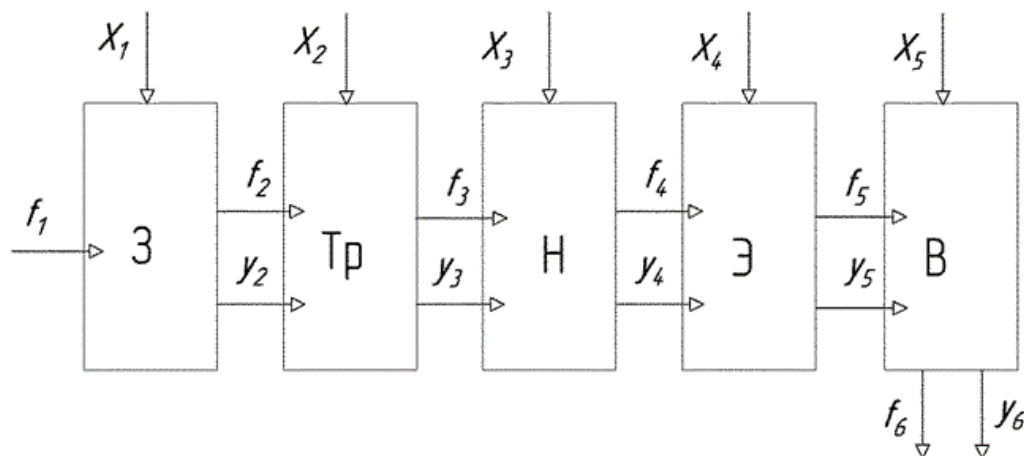 X₁ X₂ X₃ X₄ X₅
f₂ f₃ f₄ f₅
f₁ З Тр Н Э В
y₂ y₃ y₄ y₅
f₆ y₆